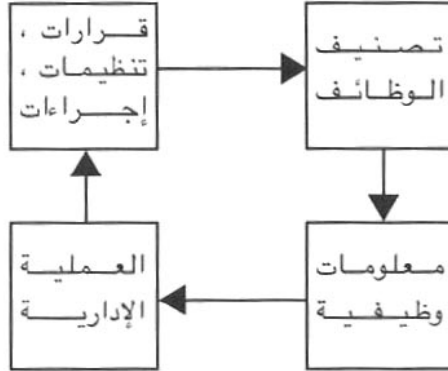 تصنيف
الوظائف
قرارات ،
تنظيمات ،
إجراءات
معلومات
وظيفية
العملية
الإدارية